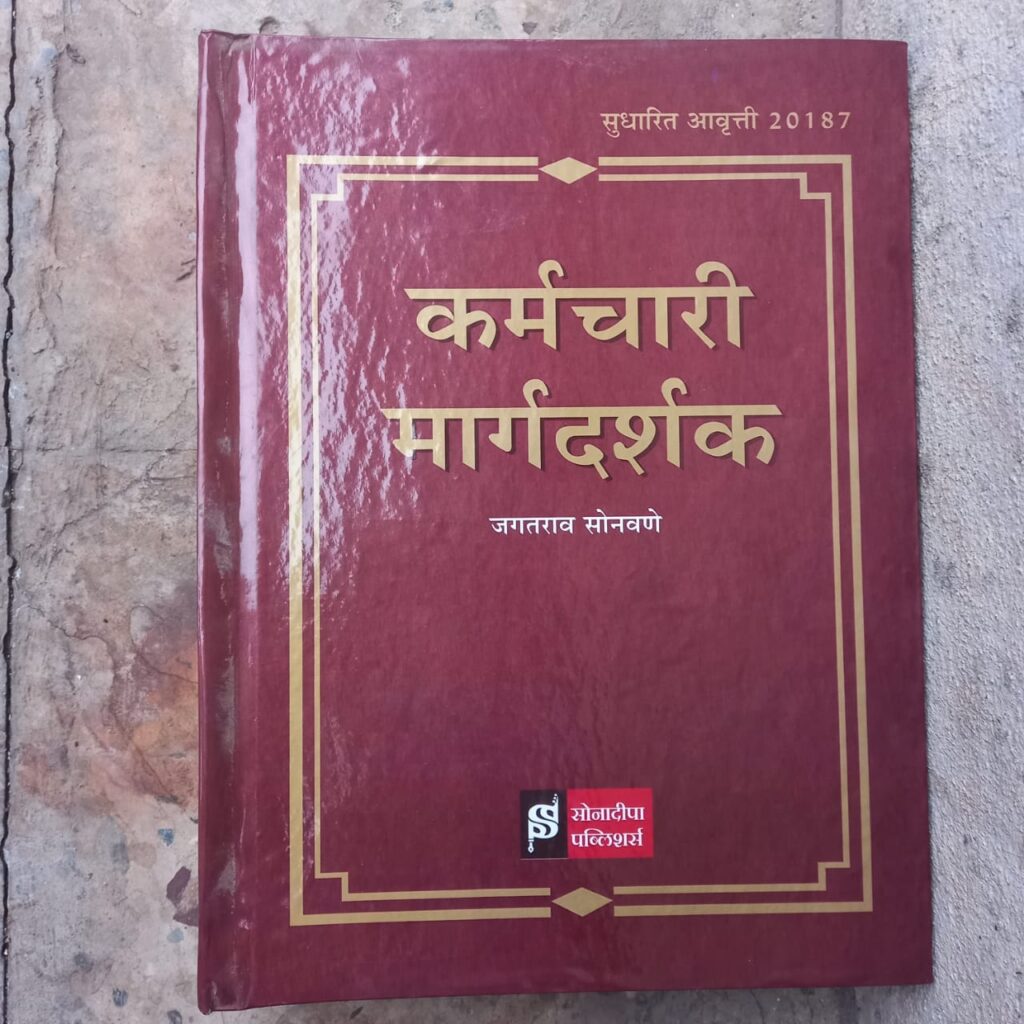 सुधारित आवृत्ती 20187
कर्मचारी
मार्गदर्शक
जगतराव सोनवणे
सोनादीपा
पब्लिशर्स